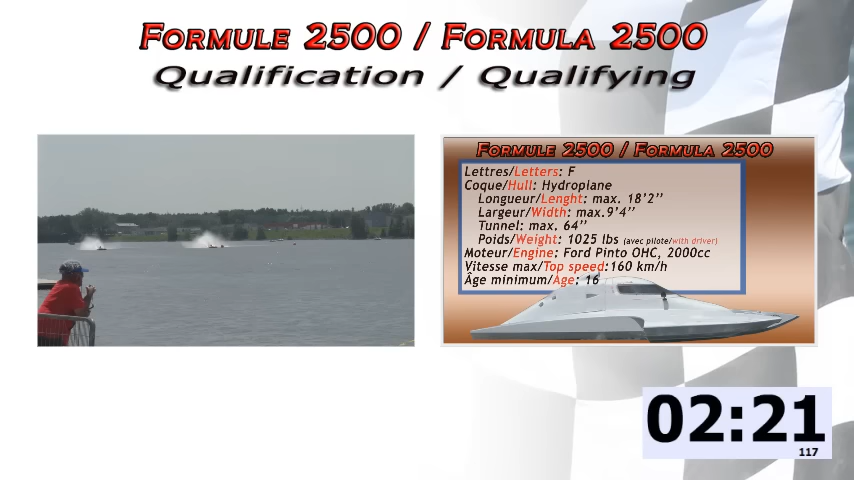 Formule 2500 / Formula 2500
Qualification / Qualifying
Formule 2500 / Formula 2500
Lettres/Letters: F
Coque/Hull: Hydroplane
Longueur/Lenght: max. 18'2''
Largeur/Width: max.9'4''
Tunnel: max. 64''
Poids/Weight: 1025 lbs (avec pilote/with driver)
Moteur/Engine: Ford Pinto OHC, 2000cc
Vitesse max/Top speed:160 km/h
Âge minimum/Age: 16
02:21
117